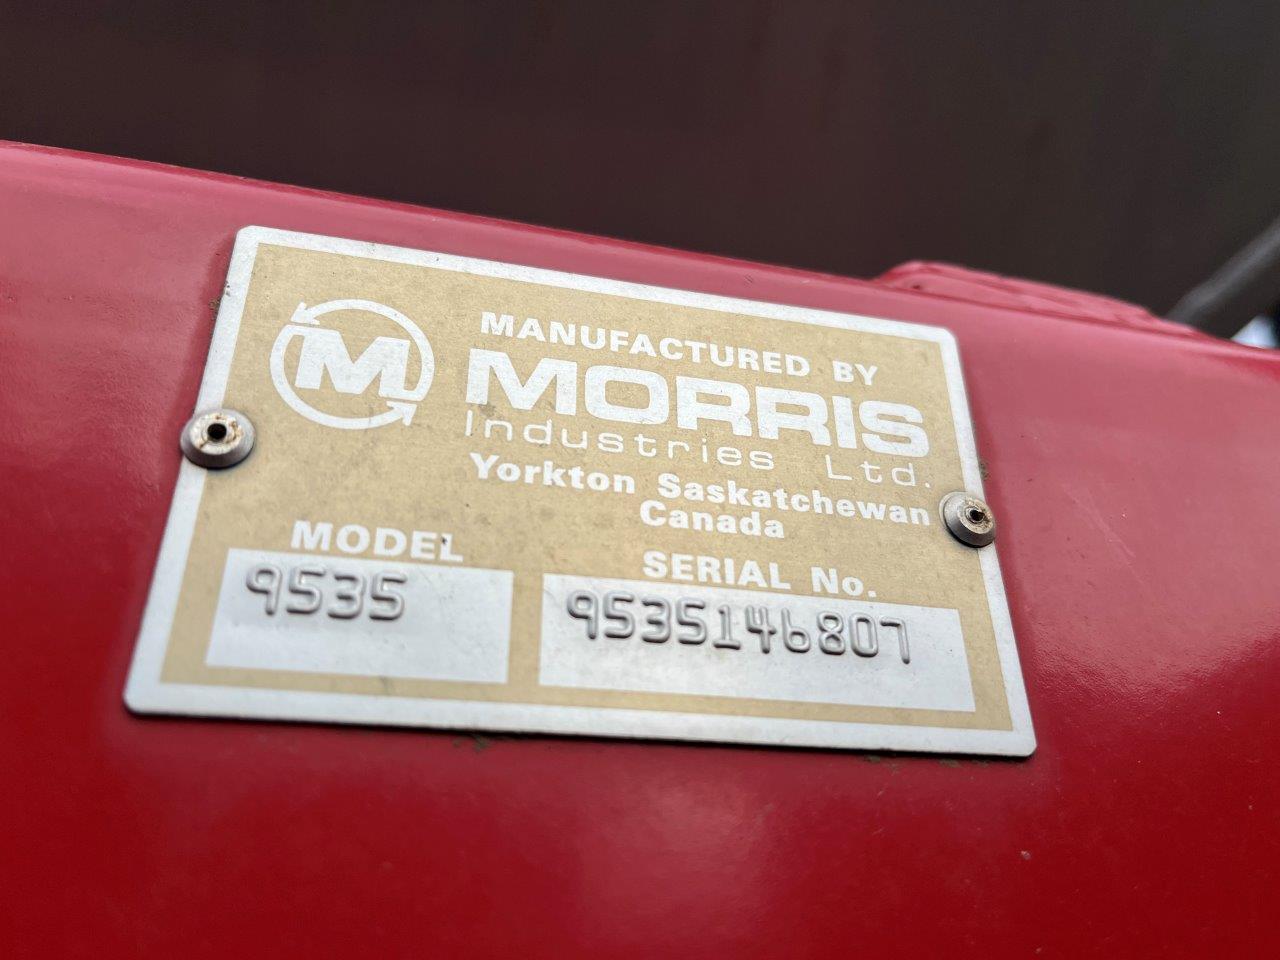 M
MANUFACTURED BY
MORRIS
Industries Ltd.
Yorkton Saskatchewan
Canada
MODEL
9535
SERIAL No.
9535146807